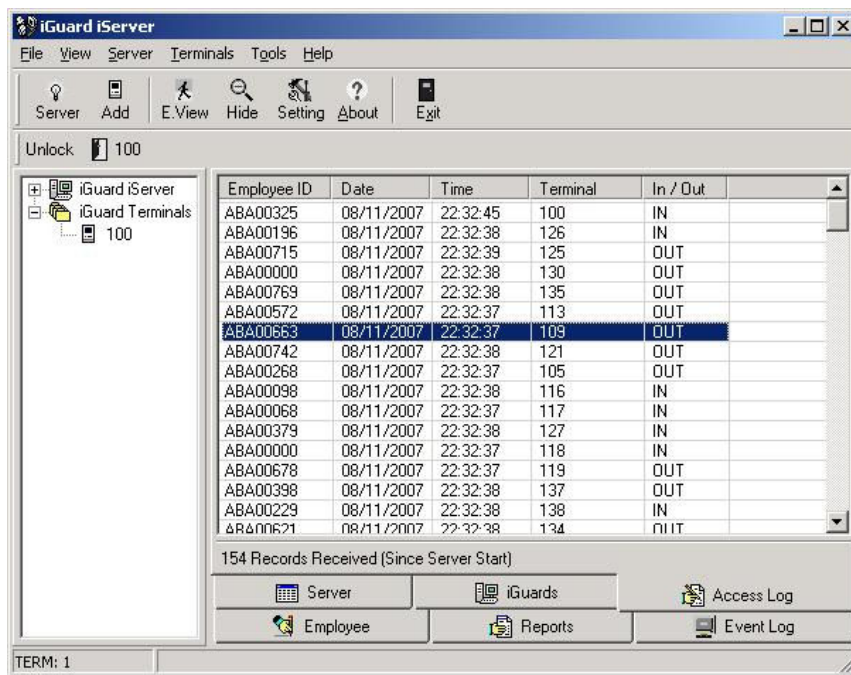 iGuard iServer
File View Server Terminals Tools Help
Server Add E.View Hide Setting About Exit
Unlock 100
iGuard iServer
iGuard Terminals
100
Employee ID Date Time Terminal In / Out
ABA00325 08/11/2007 22:32:45 100 IN
ABA00196 08/11/2007 22:32:38 126 IN
ABA00715 08/11/2007 22:32:39 125 OUT
ABA00000 08/11/2007 22:32:38 130 OUT
ABA00769 08/11/2007 22:32:38 135 OUT
ABA00572 08/11/2007 22:32:37 113 OUT
ABA00663 08/11/2007 22:32:37 109 OUT
ABA00742 08/11/2007 22:32:38 121 OUT
ABA00268 08/11/2007 22:32:37 105 OUT
ABA00098 08/11/2007 22:32:38 116 IN
ABA00068 08/11/2007 22:32:37 117 IN
ABA00379 08/11/2007 22:32:38 127 IN
ABA00000 08/11/2007 22:32:37 118 IN
ABA00678 08/11/2007 22:32:37 119 OUT
ABA00398 08/11/2007 22:32:38 137 OUT
ABA00229 08/11/2007 22:32:38 138 IN
ABA00621 08/11/2007 22:32:38 134 OUT
154 Records Received (Since Server Start)
Server iGuards Access Log
Employee Reports Event Log
TERM: 1